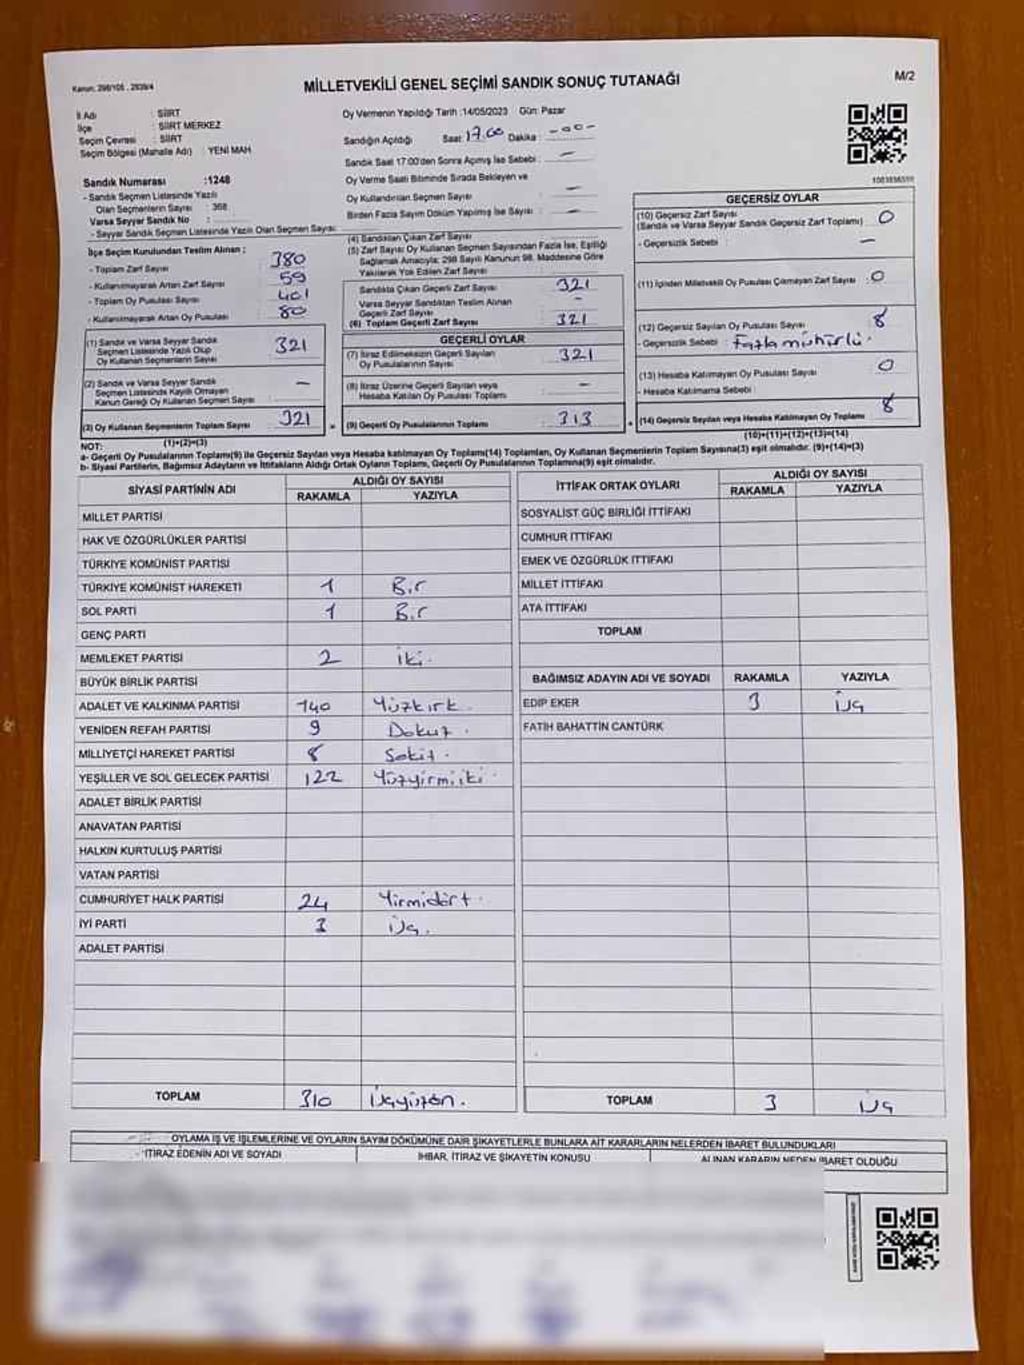 Kanun: 298/105 , 2839/4
MİLLETVEKİLİ GENEL SEÇİMİ SANDIK SONUÇ TUTANAĞI
M/2
İl Adı : SİİRT
İlçe : SİİRT MERKEZ
Seçim Çevresi : SİİRT
Seçim Bölgesi (Mahalle Adı) : YENİ MAH
Sandık Numarası :1248
- Sandık Seçmen Listesinde Yazılı
Olan Seçmenlerin Sayısı : 368
Varsa Seyyar Sandık No :
- Seyyar Sandık Seçmen Listesinde Yazılı Olan Seçmen Sayısı:
Oy Vermenin Yapıldığı Tarih :14/05/2023 Gün: Pazar
Sandığın Açıldığı Saat 17.00 Dakika : -00-
Sandık Saat 17:00'den Sonra Açımış İse Sebebi : —
Oy Verme Saati Bitiminde Sırada Bekleyen ve
Oy Kullandırılan Seçmen Sayısı —
Birden Fazla Sayım Döküm Yapılmış İse Sayısı : —
İlçe Seçim Kurulundan Teslim Alınan ;
- Toplam Zarf Sayısı : 380
- Kullanılmayarak Artan Zarf Sayısı : 59
- Toplam Oy Pusulası Sayısı : 401
- Kullanılmayarak Artan Oy Pusulası : 80
(1) Sandık ve Varsa Seyyar Sandık
Seçmen Listesinde Yazılı Olup
Oy Kullanan Seçmenlerin Sayısı : 321
(2) Sandık ve Varsa Seyyar Sandık
Seçmen Listesinde Kayıtlı Olmayan
Kanun Gereği Oy Kullanan Seçmen Sayısı : —
(3) Oy Kullanan Seçmenlerin Toplam Sayısı : 321
(4) Sandıktan Çıkan Zarf Sayısı :
(5) Zarf Sayısı Oy Kullanan Seçmen Sayısından Fazla İse, Eşitliği
Sağlamak Amacıyla; 298 Sayılı Kanunun 98. Maddesine Göre
Yakılarak Yok Edilen Zarf Sayısı :
Sandıkta Çıkan Geçerli Zarf Sayısı : 321
Varsa Seyyar Sandıktan Teslim Alınan
Geçerli Zarf Sayısı : —
(6) Toplam Geçerli Zarf Sayısı : 321
GEÇERLİ OYLAR
(7) İtiraz Edilmeksizin Geçerli Sayılan
Oy Pusulalarının Sayısı : 321
(8) İtiraz Üzerine Geçerli Sayılan veya
Hesaba Katılan Oy Pusulası Toplamı : —
(9) Geçerli Oy Pusulalarının Toplamı : 313
GEÇERSİZ OYLAR
(10) Geçersiz Zarf Sayısı
(Sandık ve Varsa Seyyar Sandık Geçersiz Zarf Toplamı) : 0
- Geçersizlik Sebebi : —
(11) İçinden Milletvekili Oy Pusulası Çıkmayan Zarf Sayısı : 0
(12) Geçersiz Sayılan Oy Pusulası Sayısı : 8
- Geçersizlik Sebebi : Fazla mühürlü.
(13) Hesaba Katılmayan Oy Pusulası Sayısı : 0
- Hesaba Katılmama Sebebi :
(14) Geçersiz Sayılan veya Hesaba Katılmayan Oy Toplamı : 8
(1)+(2)=(3)
(10)+(11)+(12)+(13)=(14)
NOT:
a- Geçerli Oy Pusulalarının Toplamı(9) ile Geçersiz Sayılan veya Hesaba katılmayan Oy Toplamı(14) Toplamları, Oy Kullanan Seçmenlerin Toplam Sayısına(3) eşit olmalıdır. (9)+(14)=(3)
b- Siyasi Partilerin, Bağımsız Adayların ve İttifakların Aldığı Ortak Oyların Toplamı, Geçerli Oy Pusulalarının Toplamına(9) eşit olmalıdır.
SİYASİ PARTİNİN ADI ALDIĞI OY SAYISI
RAKAMLA YAZIYLA
MİLLET PARTİSİ
HAK VE ÖZGÜRLÜKLER PARTİSİ
TÜRKİYE KOMÜNİST PARTİSİ
TÜRKİYE KOMÜNİST HAREKETİ 1 Bir
SOL PARTİ 1 Bir
GENÇ PARTİ
MEMLEKET PARTİSİ 2 iki.
BÜYÜK BİRLİK PARTİSİ
ADALET VE KALKINMA PARTİSİ 140 Yüzkırk.
YENİDEN REFAH PARTİSİ 9 Dokuz.
MİLLİYETÇİ HAREKET PARTİSİ 8 Sekiz.
YEŞİLLER VE SOL GELECEK PARTİSİ 122 Yüzyirmiiki.
ADALET BİRLİK PARTİSİ
ANAVATAN PARTİSİ
HALKIN KURTULUŞ PARTİSİ
VATAN PARTİSİ
CUMHURİYET HALK PARTİSİ 24 Yirmidört.
İYİ PARTİ 3 Üç.
ADALET PARTİSİ
TOPLAM 310 Üçyüzon.
İTTİFAK ORTAK OYLARI ALDIĞI OY SAYISI
RAKAMLA YAZIYLA
SOSYALİST GÜÇ BİRLİĞİ İTTİFAKI
CUMHUR İTTİFAKI
EMEK VE ÖZGÜRLÜK İTTİFAKI
MİLLET İTTİFAKI
ATA İTTİFAKI
TOPLAM
BAĞIMSIZ ADAYIN ADI VE SOYADI RAKAMLA YAZIYLA
EDİP EKER 3 Üç
FATİH BAHATTİN CANTÜRK
TOPLAM 3 Üç
OYLAMA İŞ VE İŞLEMLERİNE VE OYLARIN SAYIM DÖKÜMÜNE DAİR ŞİKAYETLERLE BUNLARA AİT KARARLARIN NELERDEN İBARET BULUNDUKLARI
İTİRAZ EDENİN ADI VE SOYADI
İHBAR, İTİRAZ VE ŞİKAYETİN KONUSU
ALINAN KARARIN NEDEN İBARET OLDUĞU